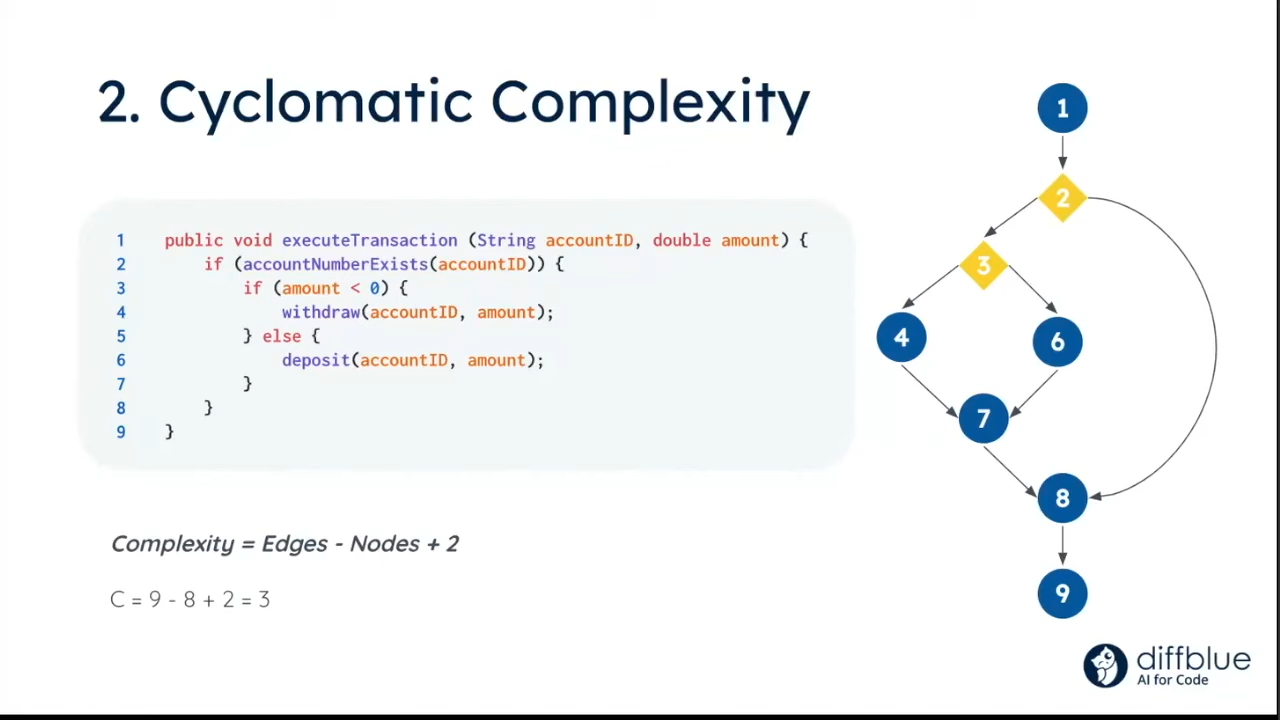 2. Cyclomatic Complexity
1 public void executeTransaction (String accountID, double amount) {
2 if (accountNumberExists(accountID)) {
3 if (amount < 0) {
4 withdraw(accountID, amount);
5 } else {
6 deposit(accountID, amount);
7 }
8 }
9 }
Complexity = Edges - Nodes + 2
C = 9 - 8 + 2 = 3
1
2
3
4
6
7
8
9
diffblue
AI for Code